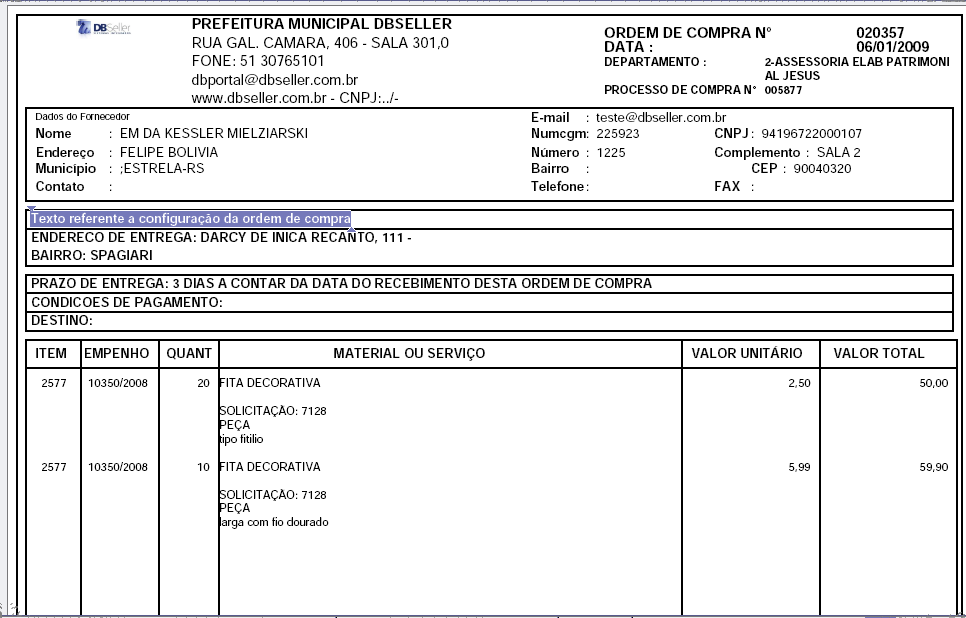 DBSeller
PREFEITURA MUNICIPAL DBSELLER
RUA GAL. CAMARA, 406 - SALA 301,0
FONE: 51 30765101
dbportal@dbseller.com.br
www.dbseller.com.br - CNPJ:../-
ORDEM DE COMPRA N° 020357
DATA : 06/01/2009
DEPARTAMENTO : 2-ASSESSORIA ELAB PATRIMONI
AL JESUS
PROCESSO DE COMPRA N° 005877
Dados do Fornecedor
Nome : EM DA KESSLER MIELZIARSKI
Endereço : FELIPE BOLIVIA
Município : ;ESTRELA-RS
Contato :
E-mail : teste@dbseller.com.br
Numcgm: 225923 CNPJ : 94196722000107
Número : 1225 Complemento : SALA 2
Bairro : CEP : 90040320
Telefone: FAX :
Texto referente a configuração da ordem de compra
ENDERECO DE ENTREGA: DARCY DE INICA RECANTO, 111 -
BAIRRO: SPAGIARI
PRAZO DE ENTREGA: 3 DIAS A CONTAR DA DATA DO RECEBIMENTO DESTA ORDEM DE COMPRA
CONDICOES DE PAGAMENTO:
DESTINO:
ITEM EMPENHO QUANT MATERIAL OU SERVIÇO VALOR UNITÁRIO VALOR TOTAL
2577 10350/2008 20 FITA DECORATIVA 2,50 50,00
SOLICITAÇÃO: 7128
PEÇA
tipo fitilio
2577 10350/2008 10 FITA DECORATIVA 5,99 59,90
SOLICITAÇÃO: 7128
PEÇA
larga com fio dourado